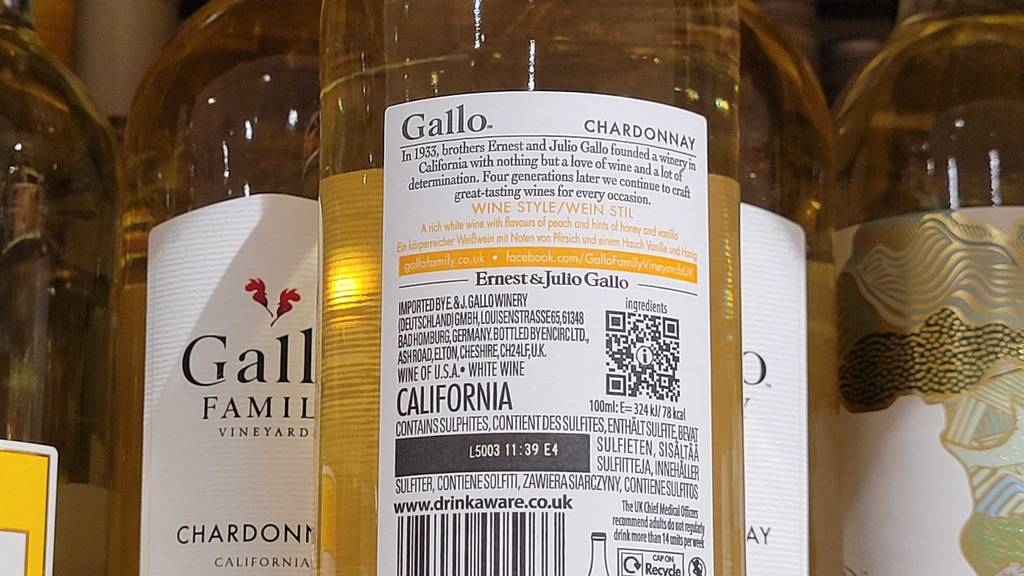 Gallo™
CHARDONNAY
In 1933, brothers Ernest and Julio Gallo founded a winery in
California with nothing but a love of wine and a lot of
determination. Four generations later we continue to craft
great-tasting wines for every occasion.
WINE STYLE/WEIN STIL
A rich white wine with flavours of peach and hints of honey and vanilla
Ein körperreicher Weißwein mit Noten von Pfirsich und einem Hauch Vanille und Honig
gallofamily.co.uk • facebook.com/GalloFamilyVineyardsUK
Ernest & Julio Gallo
IMPORTED BY E. & J. GALLO WINERY
(DEUTSCHLAND) GMBH, LOUISENSTRASSE 65, 61348
BAD HOMBURG, GERMANY. BOTTLED BY ENCIRC LTD.,
ASH ROAD, ELTON, CHESHIRE, CH2 4LF, U.K.
WINE OF U.S.A. • WHITE WINE
CALIFORNIA
ingredients
100ml: E= 324 kJ/ 78 kcal
CONTAINS SULPHITES, CONTIENT DES SULFITES, ENTHÄLT SULFITE, BEVAT
L5003 11:39 E4
SULFIETEN, SISÄLTÄÄ
SULFIITTEJA, INNEHÅLLER
SULFITER, CONTIENE SOLFITI, ZAWIERA SIARCZYNY, CONTIENE SULFITOS
www.drinkaware.co.uk
The UK Chief Medical Officers
recommend adults do not regularly
drink more than 14 units per week
CAP ON
Recycle
Gall
FAMIL
VINEYARD
CHARDONN
CALIFORNIA
O™
Y
AY